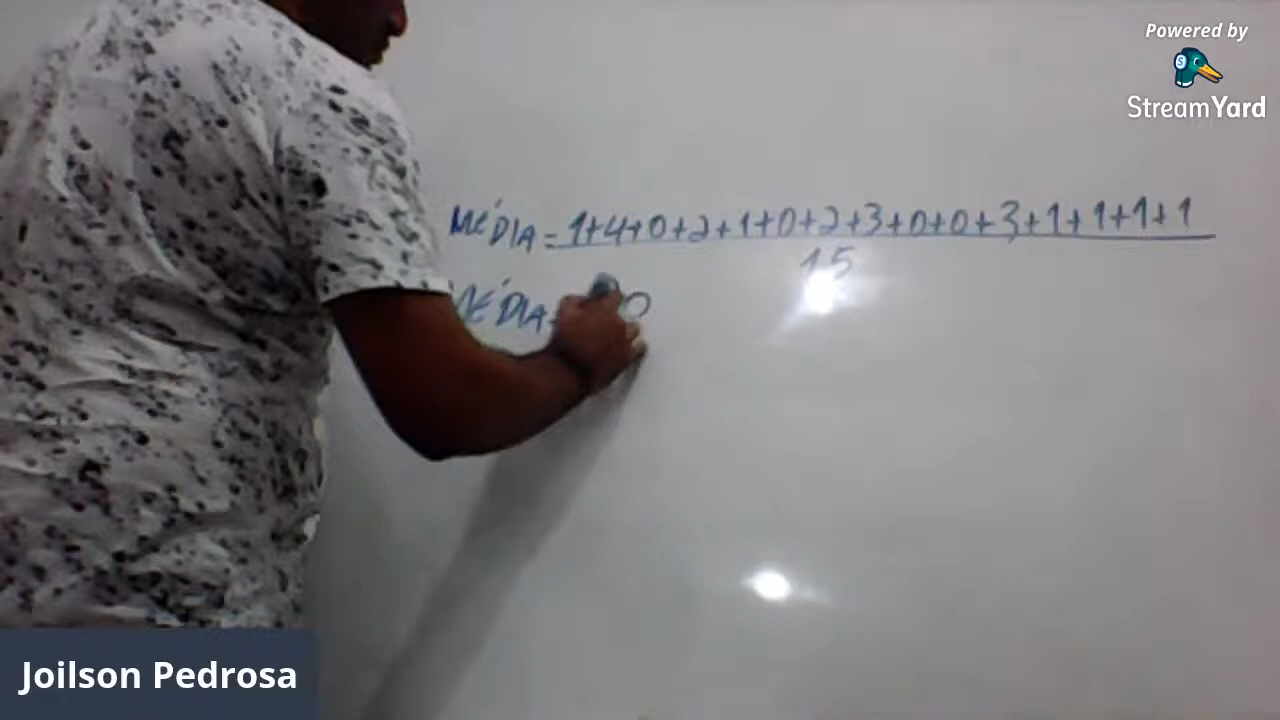 Powered by
StreamYard
MÉDIA = 1+4+0+2+1+0+2+3+0+0+3+1+1+1+1
15
MÉDIA = 
Joilson Pedrosa